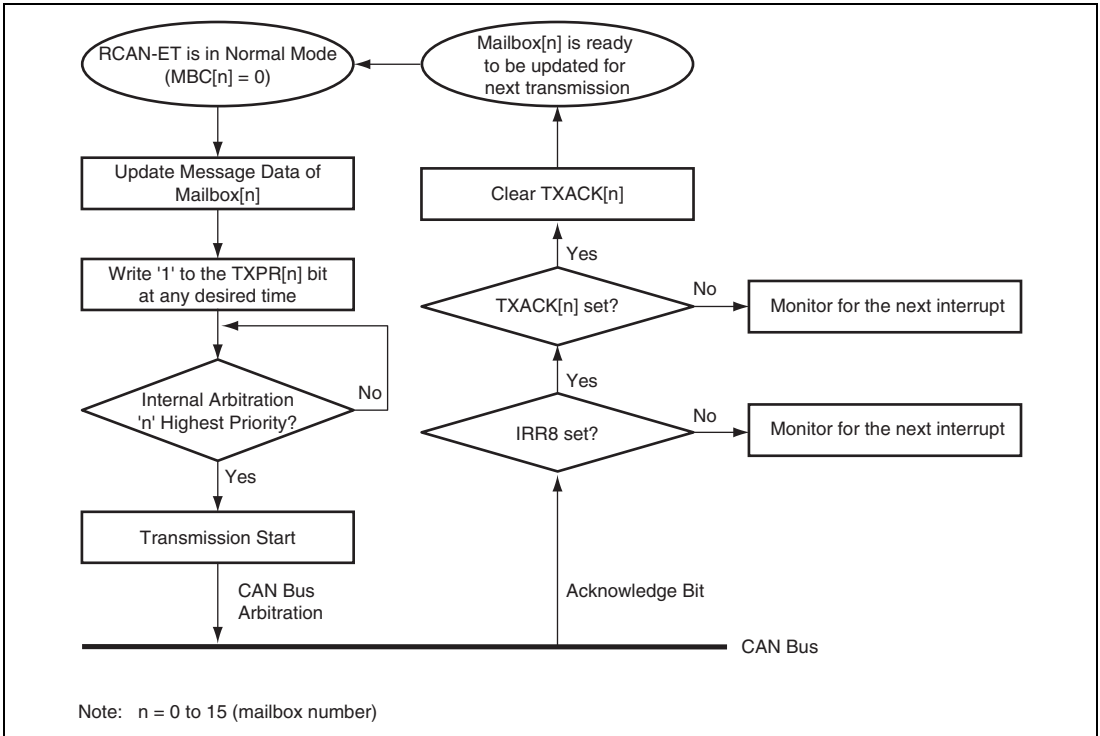 RCAN-ET is in Normal Mode
(MBC[n] = 0)
Mailbox[n] is ready
to be updated for
next transmission
Update Message Data of
Mailbox[n]
Clear TXACK[n]
Write '1' to the TXPR[n] bit
at any desired time
Yes
TXACK[n] set?
No
Monitor for the next interrupt
Internal Arbitration
'n' Highest Priority?
No
Yes
IRR8 set?
No
Monitor for the next interrupt
Yes
Transmission Start
CAN Bus
Arbitration
Acknowledge Bit
CAN Bus
Note: n = 0 to 15 (mailbox number)